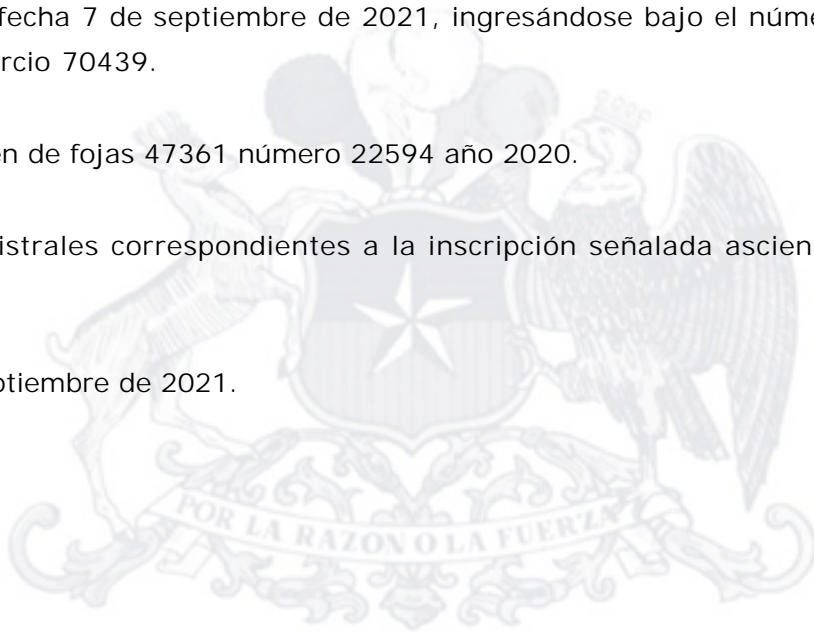 fecha 7 de septiembre de 2021, ingresándose bajo el núme
rcio 70439.
en de fojas 47361 número 22594 año 2020.
istrales correspondientes a la inscripción señalada ascien
ptiembre de 2021.
POR LA RAZON O LA FUERZA